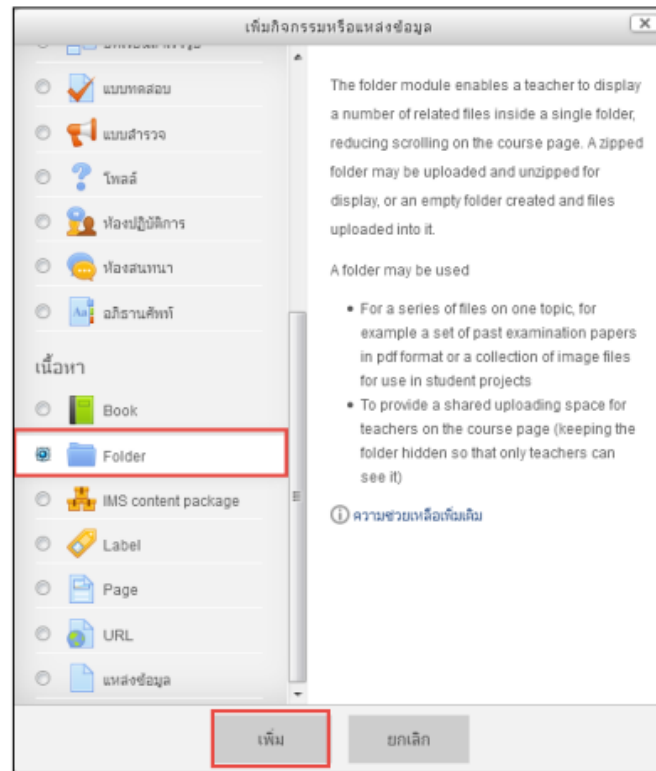 เพิ่มกิจกรรมหรือแหล่งข้อมูล
แบบทดสอบ
แบบสำรวจ
โพลล์
ห้องปฏิบัติการ
ห้องสนทนา
อภิธานศัพท์
เนื้อหา
Book
Folder
IMS content package
Label
Page
URL
แหล่งข้อมูล
The folder module enables a teacher to display
a number of related files inside a single folder,
reducing scrolling on the course page. A zipped
folder may be uploaded and unzipped for
display, or an empty folder created and files
uploaded into it.
A folder may be used
• For a series of files on one topic, for
example a set of past examination papers
in pdf format or a collection of image files
for use in student projects
• To provide a shared uploading space for
teachers on the course page (keeping the
folder hidden so that only teachers can
see it)
ความช่วยเหลือเพิ่มเติม
เพิ่ม
ยกเลิก